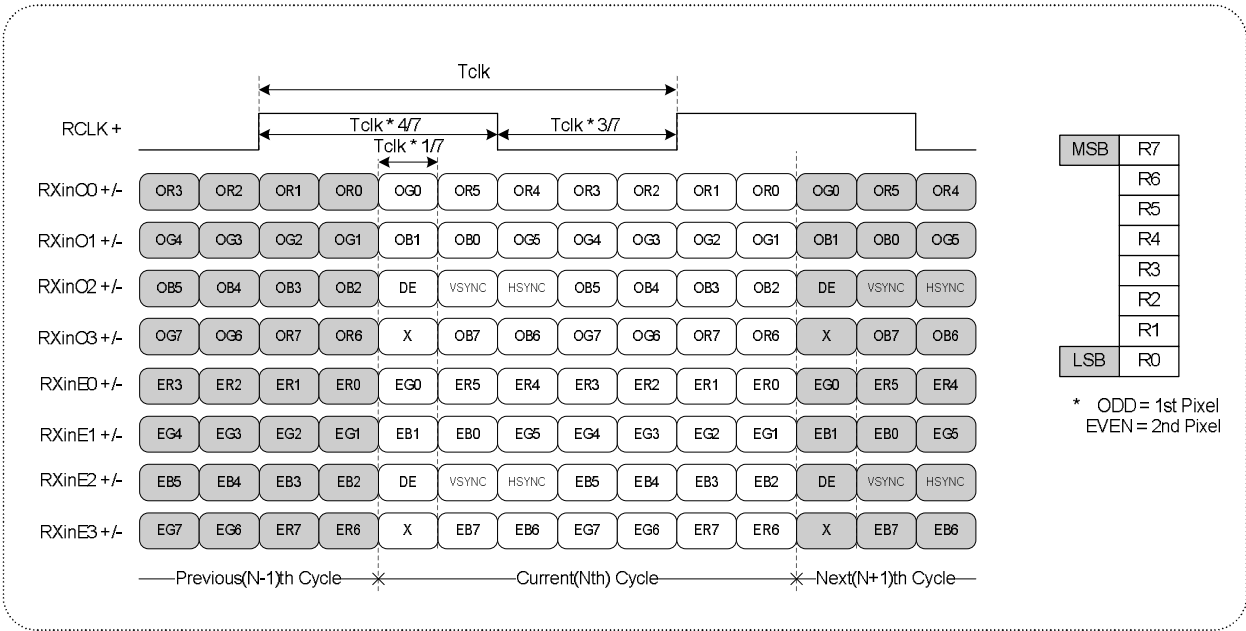 Tclk
RCLK +
Tclk * 4/7
Tclk * 3/7
Tclk * 1/7
RXinO0 +/- OR3 OR2 OR1 OR0 OG0 OR5 OR4 OR3 OR2 OR1 OR0 OG0 OR5 OR4
RXinO1 +/- OG4 OG3 OG2 OG1 OB1 OB0 OG5 OG4 OG3 OG2 OG1 OB1 OB0 OG5
RXinO2 +/- OB5 OB4 OB3 OB2 DE VSYNC HSYNC OB5 OB4 OB3 OB2 DE VSYNC HSYNC
RXinO3 +/- OG7 OG6 OR7 OR6 X OB7 OB6 OG7 OG6 OR7 OR6 X OB7 OB6
RXinE0 +/- ER3 ER2 ER1 ER0 EG0 ER5 ER4 ER3 ER2 ER1 ER0 EG0 ER5 ER4
RXinE1 +/- EG4 EG3 EG2 EG1 EB1 EB0 EG5 EG4 EG3 EG2 EG1 EB1 EB0 EG5
RXinE2 +/- EB5 EB4 EB3 EB2 DE VSYNC HSYNC EB5 EB4 EB3 EB2 DE VSYNC HSYNC
RXinE3 +/- EG7 EG6 ER7 ER6 X EB7 EB6 EG7 EG6 ER7 ER6 X EB7 EB6
Previous(N-1)th Cycle Current(Nth) Cycle Next(N+1)th Cycle
MSB R7
R6
R5
R4
R3
R2
R1
LSB R0
* ODD = 1st Pixel
EVEN = 2nd Pixel